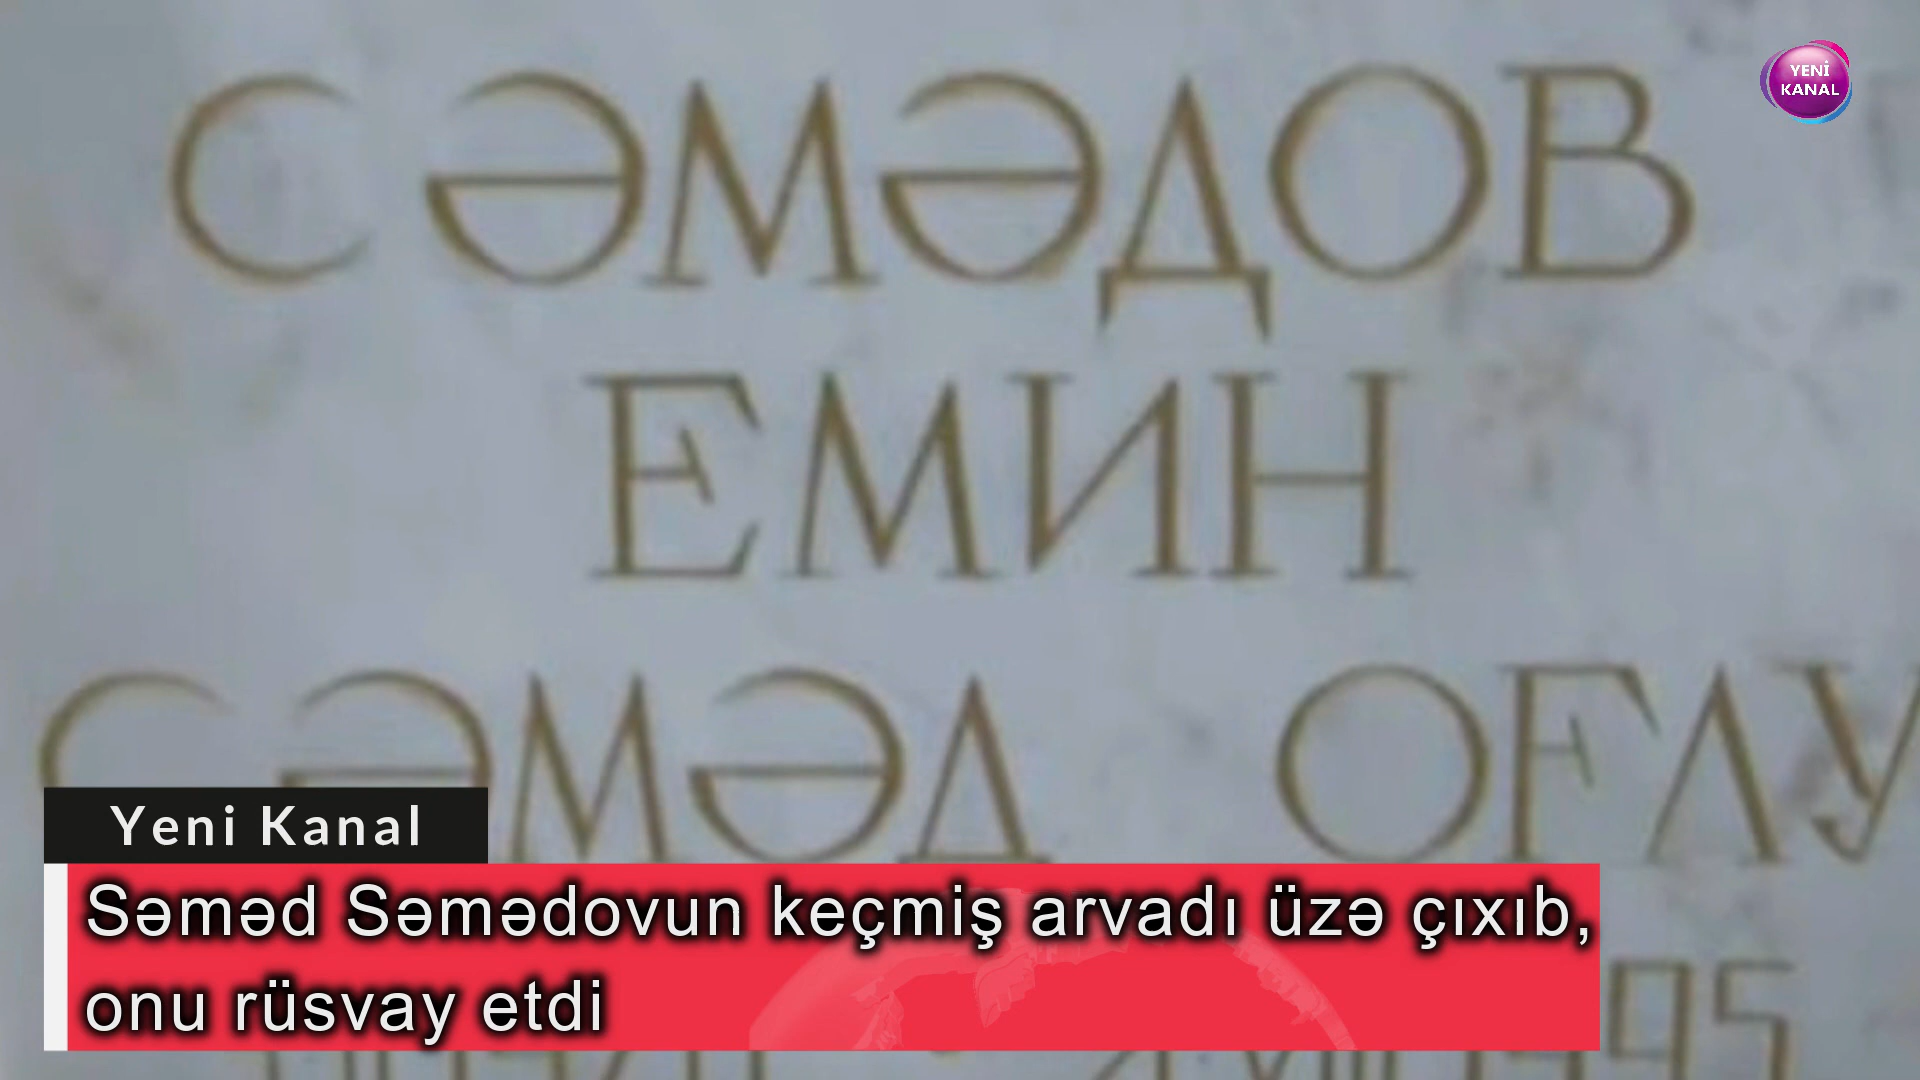 YENİ
KANAL
СӘМӘДОВ
ЕМИН
СӘМӘД ОҒЛУ
Yeni Kanal
Səməd Səmədovun keçmiş arvadı üzə çıxıb,
onu rüsvay etdi